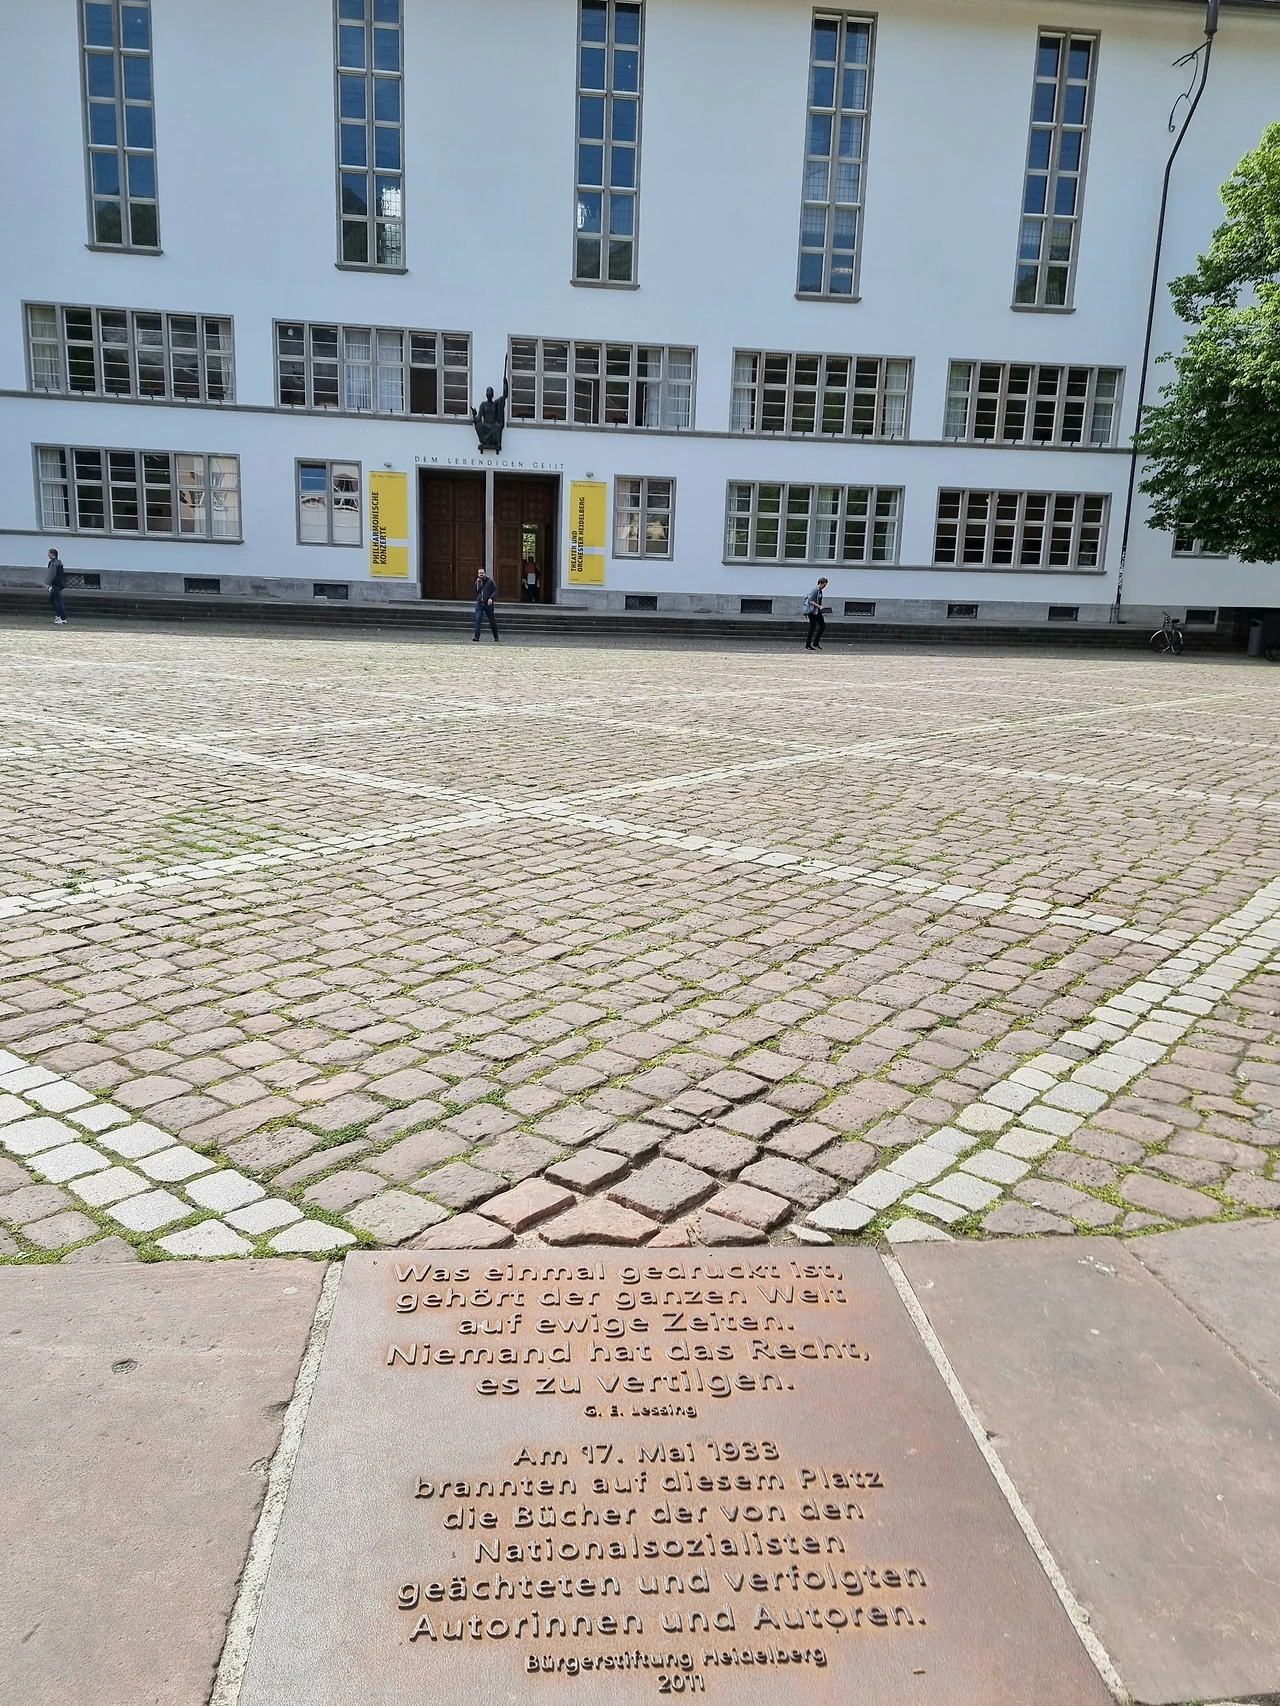 DEM LEBENDIGEN GEIST
PHILHARMONISCHE
KONZERTE
THEATER UND
ORCHESTER HEIDELBERG
Was einmal gedruckt ist,
gehört der ganzen Welt
auf ewige Zeiten.
Niemand hat das Recht,
es zu vertilgen.
G. E. Lessing
Am 17. Mai 1933
brannten auf diesem Platz
die Bücher der von den
Nationalsozialisten
geächteten und verfolgten
Autorinnen und Autoren.
Bürgerstiftung Heidelberg
2011